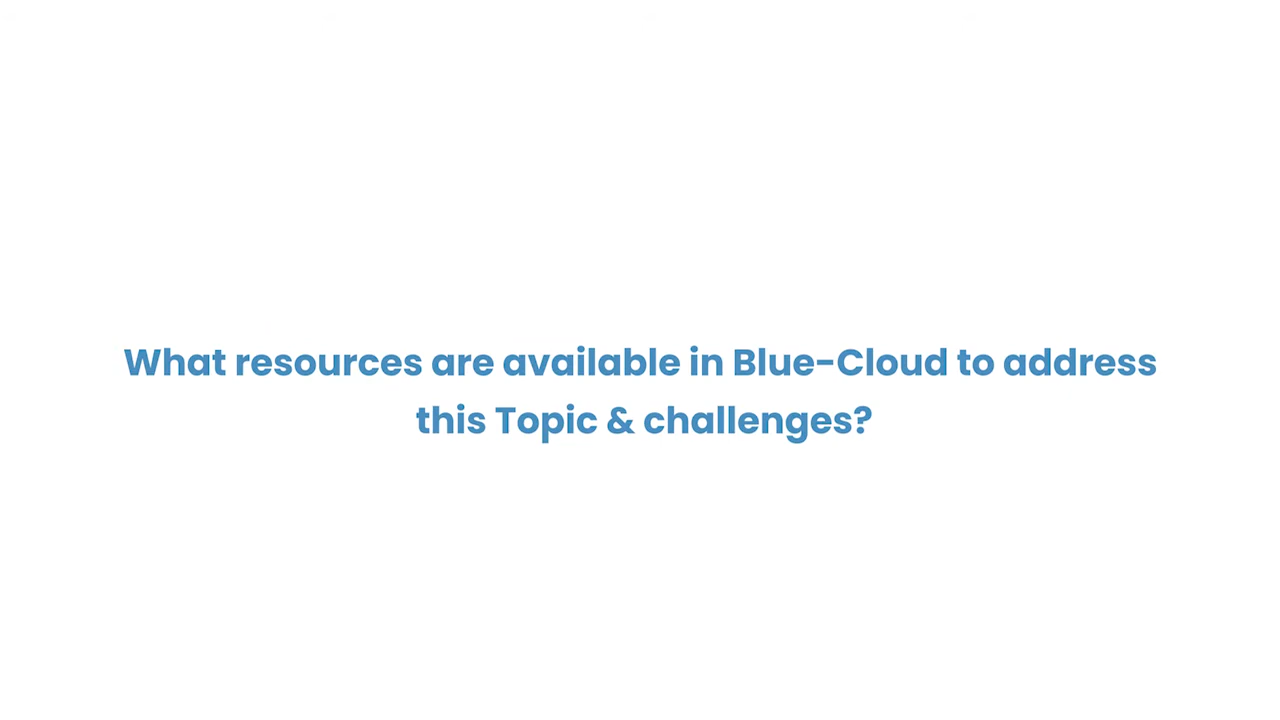 What resources are available in Blue-Cloud to address
this Topic & challenges?